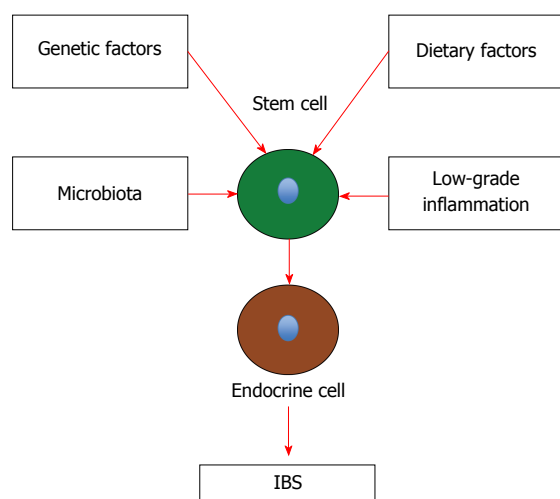 Genetic factors
Dietary factors
Stem cell
Microbiota
Low-grade
inflammation
Endocrine cell
IBS